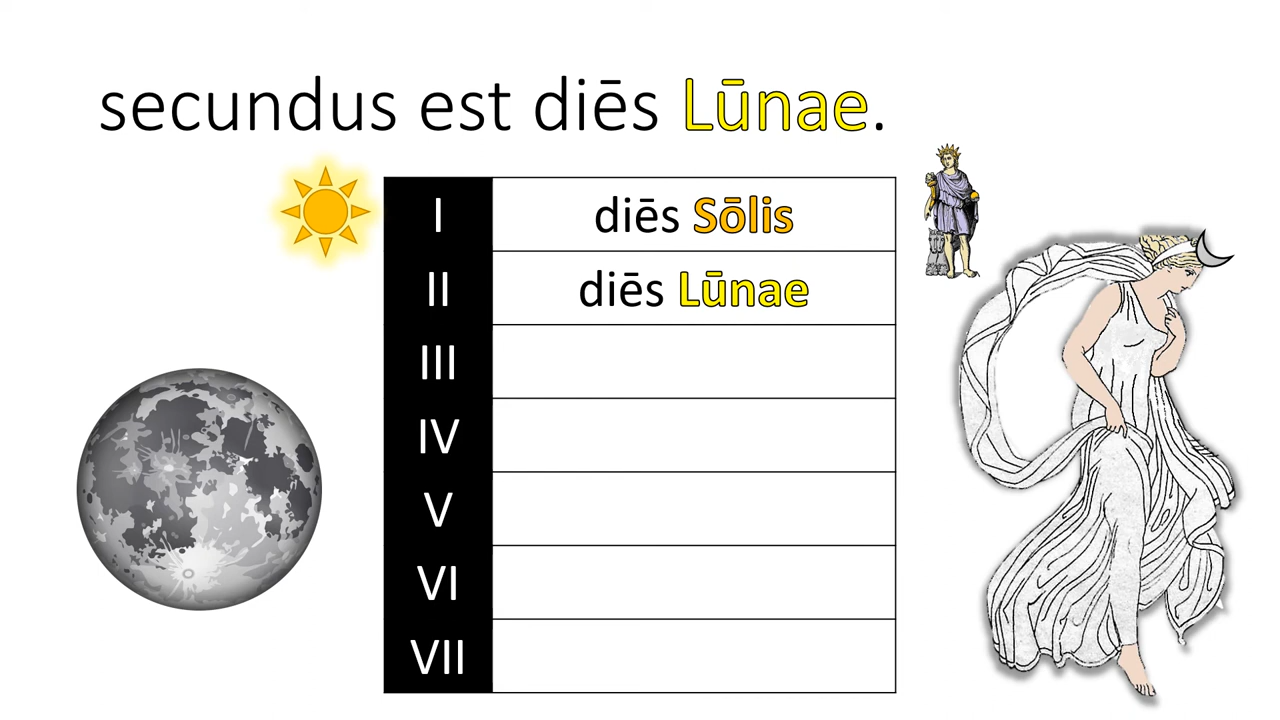 secundus est diēs Lūnae.
I diēs Sōlis
II diēs Lūnae
III
IV
V
VI
VII